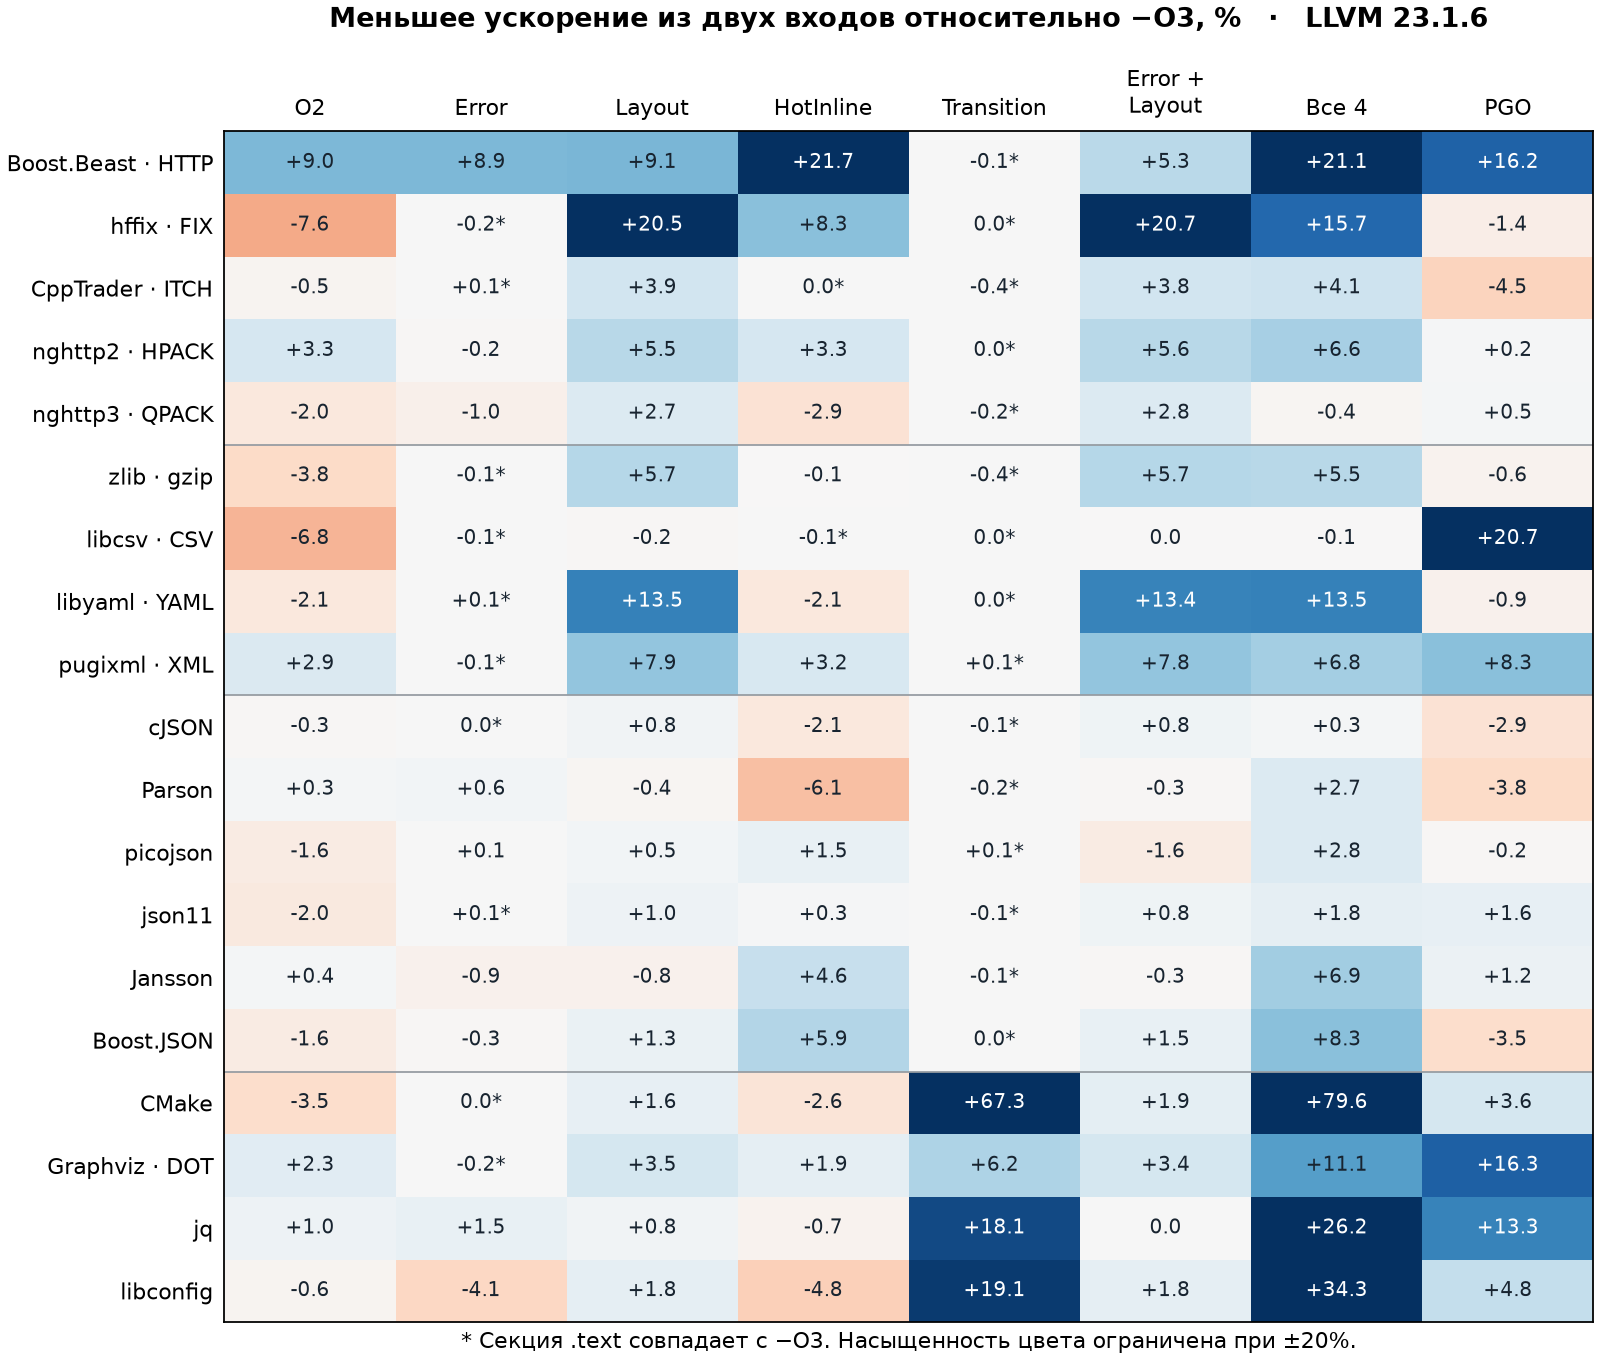 Меньшее ускорение из двух входов относительно −O3, % · LLVM 23.1.6
O2 Error Layout HotInline Transition Error + Layout Все 4 PGO
Boost.Beast · HTTP +9.0 +8.9 +9.1 +21.7 -0.1* +5.3 +21.1 +16.2
hffix · FIX -7.6 -0.2* +20.5 +8.3 0.0* +20.7 +15.7 -1.4
CppTrader · ITCH -0.5 +0.1* +3.9 0.0* -0.4* +3.8 +4.1 -4.5
nghttp2 · HPACK +3.3 -0.2 +5.5 +3.3 0.0* +5.6 +6.6 +0.2
nghttp3 · QPACK -2.0 -1.0 +2.7 -2.9 -0.2* +2.8 -0.4 +0.5
zlib · gzip -3.8 -0.1* +5.7 -0.1 -0.4* +5.7 +5.5 -0.6
libcsv · CSV -6.8 -0.1* -0.2 -0.1* 0.0* 0.0 -0.1 +20.7
libyaml · YAML -2.1 +0.1* +13.5 -2.1 0.0* +13.4 +13.5 -0.9
pugixml · XML +2.9 -0.1* +7.9 +3.2 +0.1* +7.8 +6.8 +8.3
cJSON -0.3 0.0* +0.8 -2.1 -0.1* +0.8 +0.3 -2.9
Parson +0.3 +0.6 -0.4 -6.1 -0.2* -0.3 +2.7 -3.8
picojson -1.6 +0.1 +0.5 +1.5 +0.1* -1.6 +2.8 -0.2
json11 -2.0 +0.1* +1.0 +0.3 -0.1* +0.8 +1.8 +1.6
Jansson +0.4 -0.9 -0.8 +4.6 -0.1* -0.3 +6.9 +1.2
Boost.JSON -1.6 -0.3 +1.3 +5.9 0.0* +1.5 +8.3 -3.5
CMake -3.5 0.0* +1.6 -2.6 +67.3 +1.9 +79.6 +3.6
Graphviz · DOT +2.3 -0.2* +3.5 +1.9 +6.2 +3.4 +11.1 +16.3
jq +1.0 +1.5 +0.8 -0.7 +18.1 0.0 +26.2 +13.3
libconfig -0.6 -4.1 +1.8 -4.8 +19.1 +1.8 +34.3 +4.8
* Секция .text совпадает с −O3. Насыщенность цвета ограничена при ±20%.